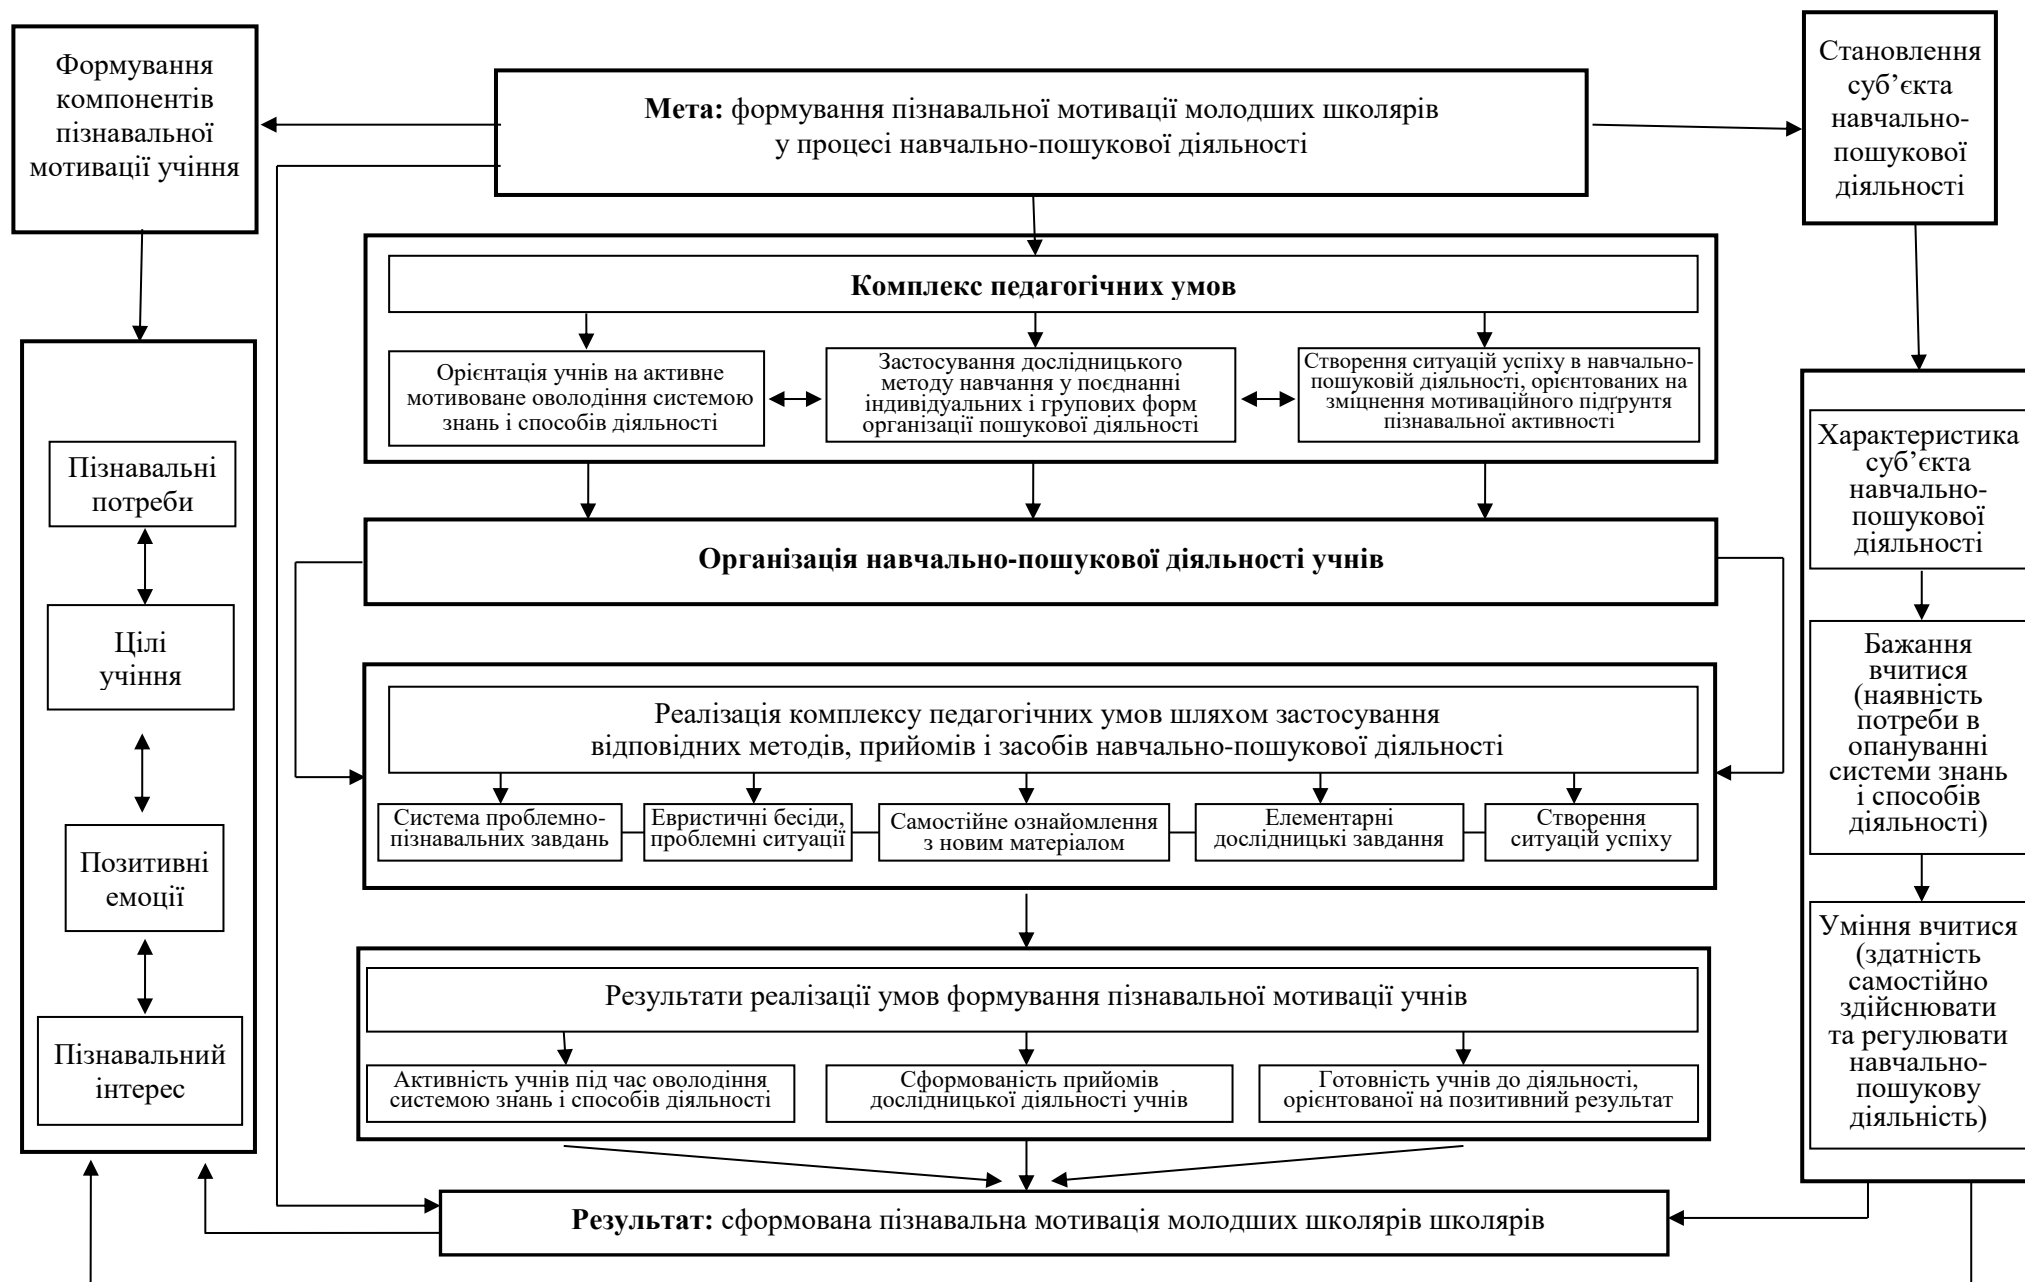 Формування
компонентів
пізнавальної
мотивації учіння
Мета: формування пізнавальної мотивації молодших школярів
у процесі навчально-пошукової діяльності
Становлення
суб’єкта
навчально-
пошукової
діяльності
Комплекс педагогічних умов
Орієнтація учнів на активне
мотивоване оволодіння системою
знань і способів діяльності
Застосування дослідницького
методу навчання у поєднанні
індивідуальних і групових форм
організації пошукової діяльності
Створення ситуацій успіху в навчально-
пошуковій діяльності, орієнтованих на
зміцнення мотиваційного підґрунтя
пізнавальної активності
Пізнавальні
потреби
Цілі
учіння
Позитивні
емоції
Пізнавальний
інтерес
Організація навчально-пошукової діяльності учнів
Реалізація комплексу педагогічних умов шляхом застосування
відповідних методів, прийомів і засобів навчально-пошукової діяльності
Система проблемно-
пізнавальних завдань
Евристичні бесіди,
проблемні ситуації
Самостійне ознайомлення
з новим матеріалом
Елементарні
дослідницькі завдання
Створення
ситуацій успіху
Результати реалізації умов формування пізнавальної мотивації учнів
Активність учнів під час оволодіння
системою знань і способів діяльності
Сформованість прийомів
дослідницької діяльності учнів
Готовність учнів до діяльності,
орієнтованої на позитивний результат
Характеристика
суб’єкта
навчально-
пошукової
діяльності
Бажання
вчитися
(наявність
потреби в
опануванні
системи знань
і способів
діяльності)
Уміння вчитися
(здатність
самостійно
здійснювати
та регулювати
навчально-
пошукову
діяльність)
Результат: сформована пізнавальна мотивація молодших школярів школярів